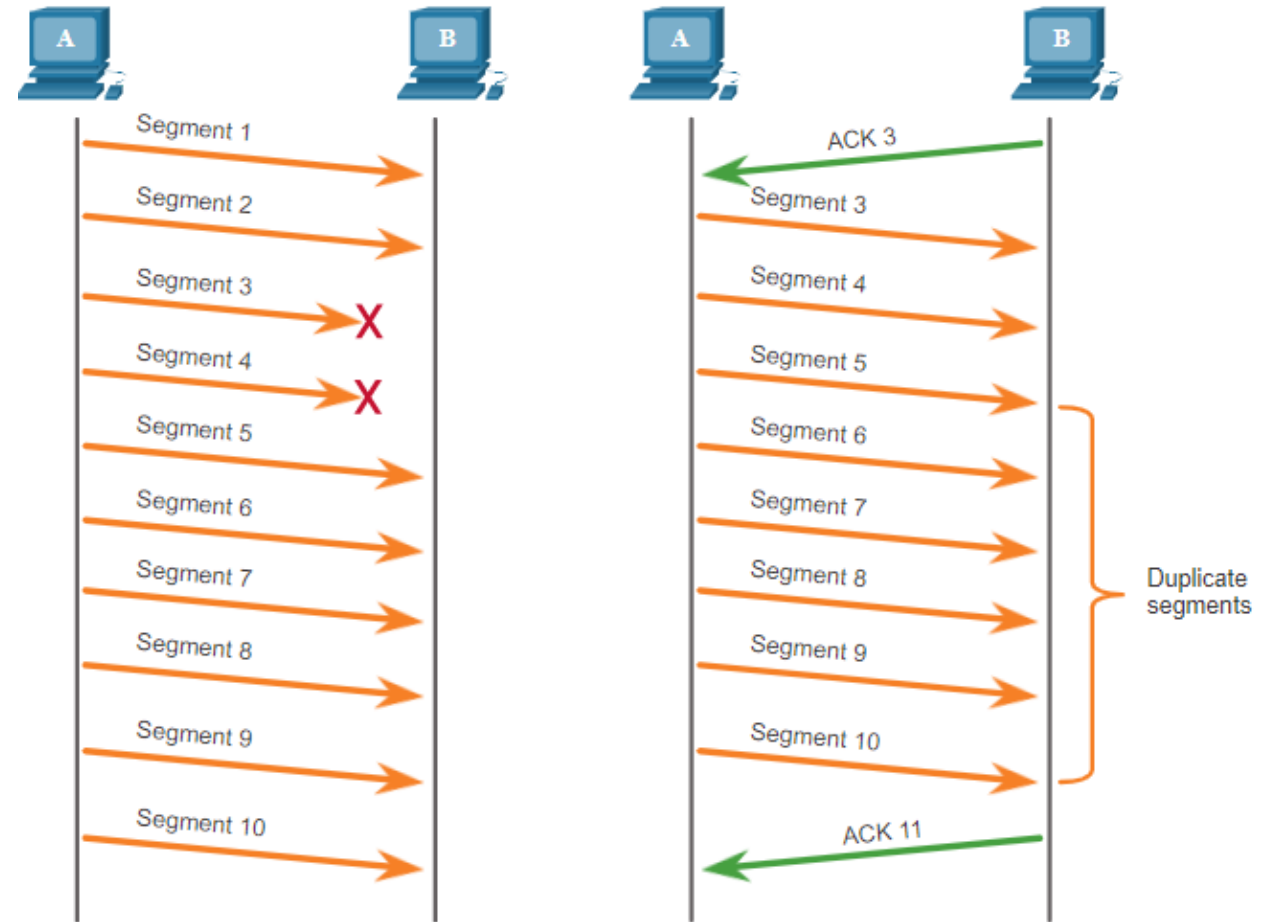 A
B
Segment 1
Segment 2
Segment 3
X
Segment 4
X
Segment 5
Segment 6
Segment 7
Segment 8
Segment 9
Segment 10
A
B
ACK 3
Segment 3
Segment 4
Segment 5
Segment 6
Segment 7
Segment 8
Segment 9
Segment 10
Duplicate
segments
ACK 11